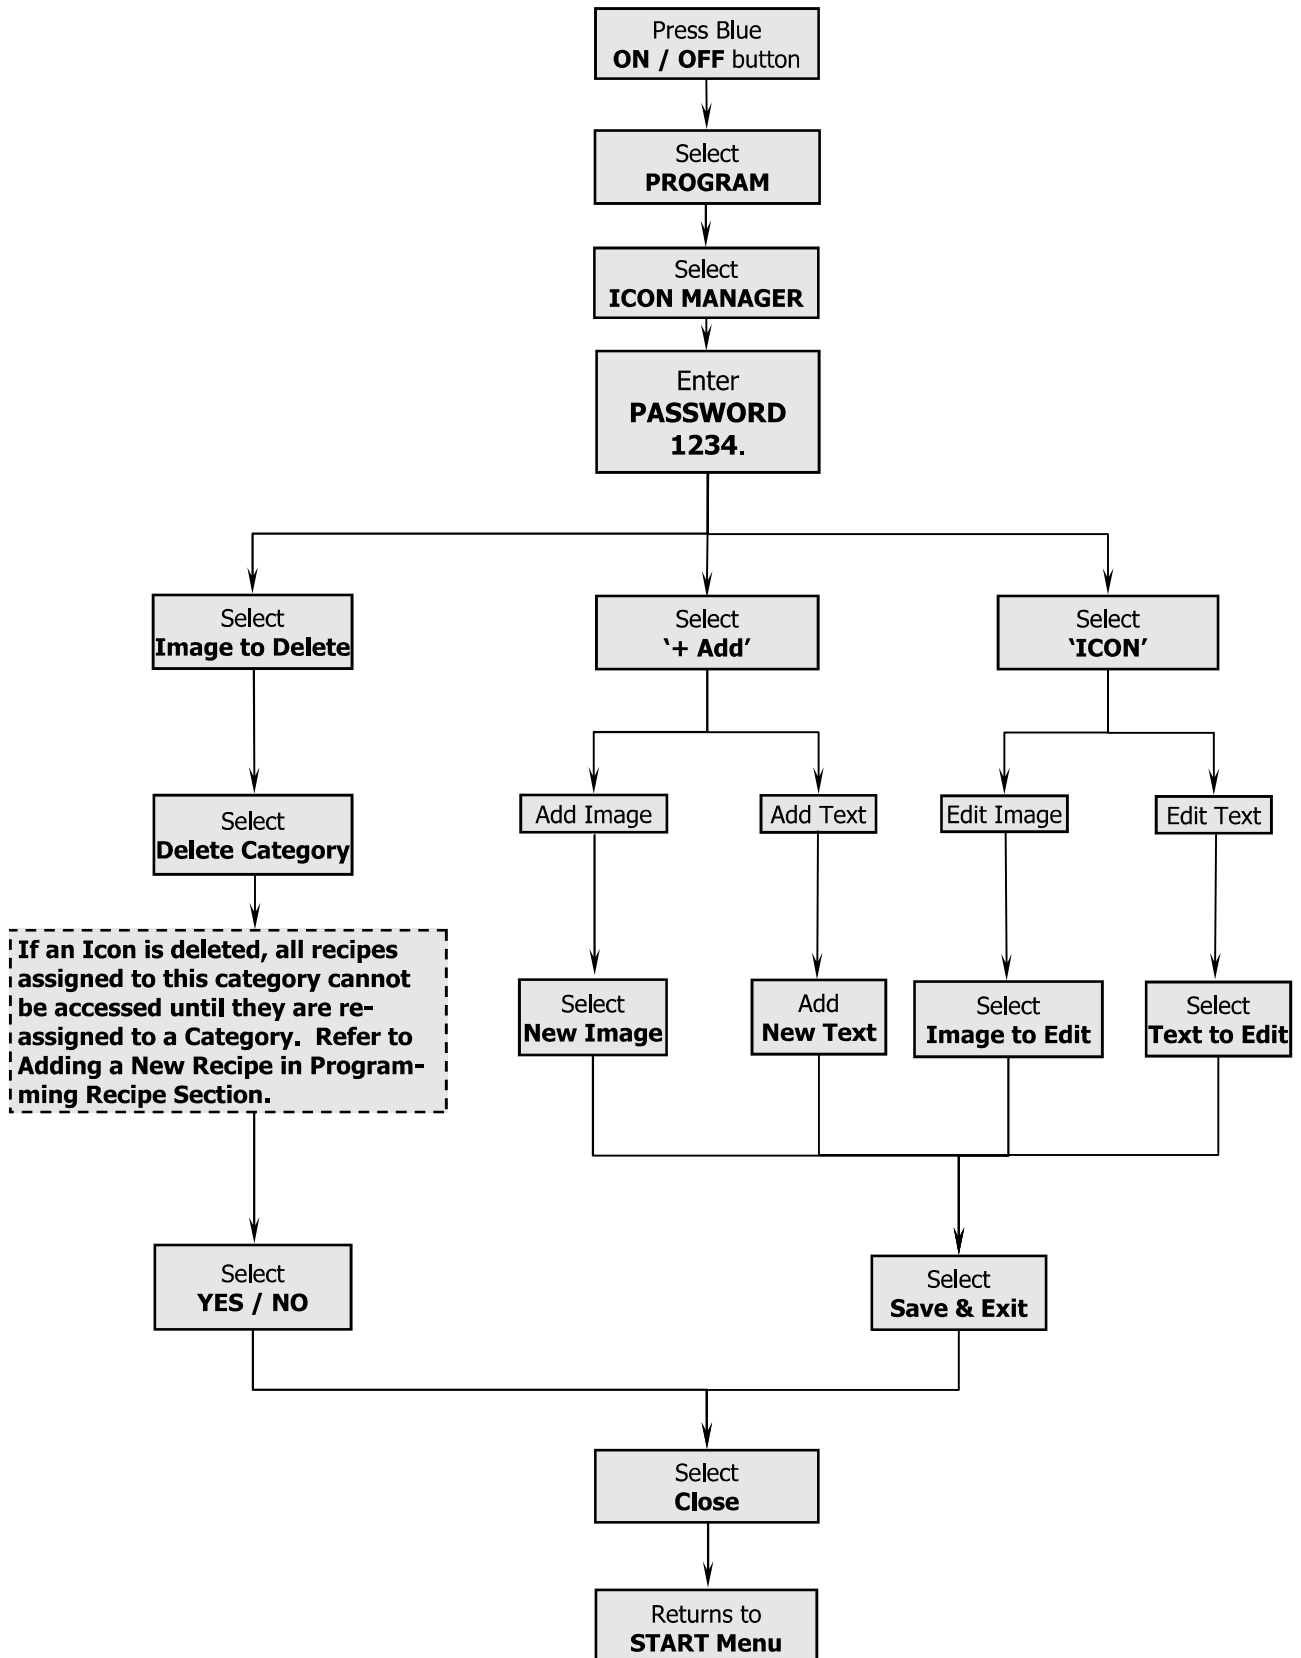 Press Blue
ON / OFF button
Select
PROGRAM
Select
ICON MANAGER
Enter
PASSWORD
1234.
Select
Image to Delete
Select
‘+ Add’
Select
‘ICON’
Add Image
Add Text
Edit Image
Edit Text
Select
Delete Category
If an Icon is deleted, all recipes
assigned to this category cannot
be accessed until they are re-
assigned to a Category.  Refer to
Adding a New Recipe in Program-
ming Recipe Section.
Select
New Image
Add
New Text
Select
Image to Edit
Select
Text to Edit
Select
YES / NO
Select
Save & Exit
Select
Close
Returns to
START Menu